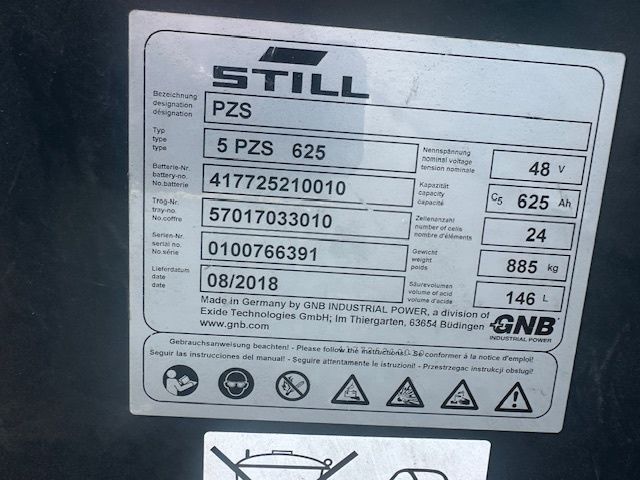 STILL
Bezeichnung
designation
désignation
PZS
Typ
type
type
5 PZS 625
Nennspannung
nominal voltage
tension nominale
48 V
Batterie-Nr.
battery-no.
No.batterie
417725210010
Kapazität
capacity
capacité
C5 625 Ah
Trog-Nr.
tray-no.
No.coffre
57017033010
Zellenanzahl
number of cells
nombre d'éléments
24
Serien-Nr.
serial no.
No.série
0100766391
Gewicht
weight
poids
885 kg
Lieferdatum
date
date
08/2018
Säurevolumen
volume of acid
volume d'acide
146 L
Made in Germany by GNB INDUSTRIAL POWER, a division of
Exide Technologies GmbH; Im Thiergarten, 63654 Büdingen
www.gnb.com
GNB
INDUSTRIAL POWER
Gebrauchsanweisung beachten! - Please follow the instructions! - Se conformer à la notice d'emploi!
Seguir las instrucciones del manual! - Seguire attentamente le istruzioni! - Przestrzegac instrukcji obslugi!